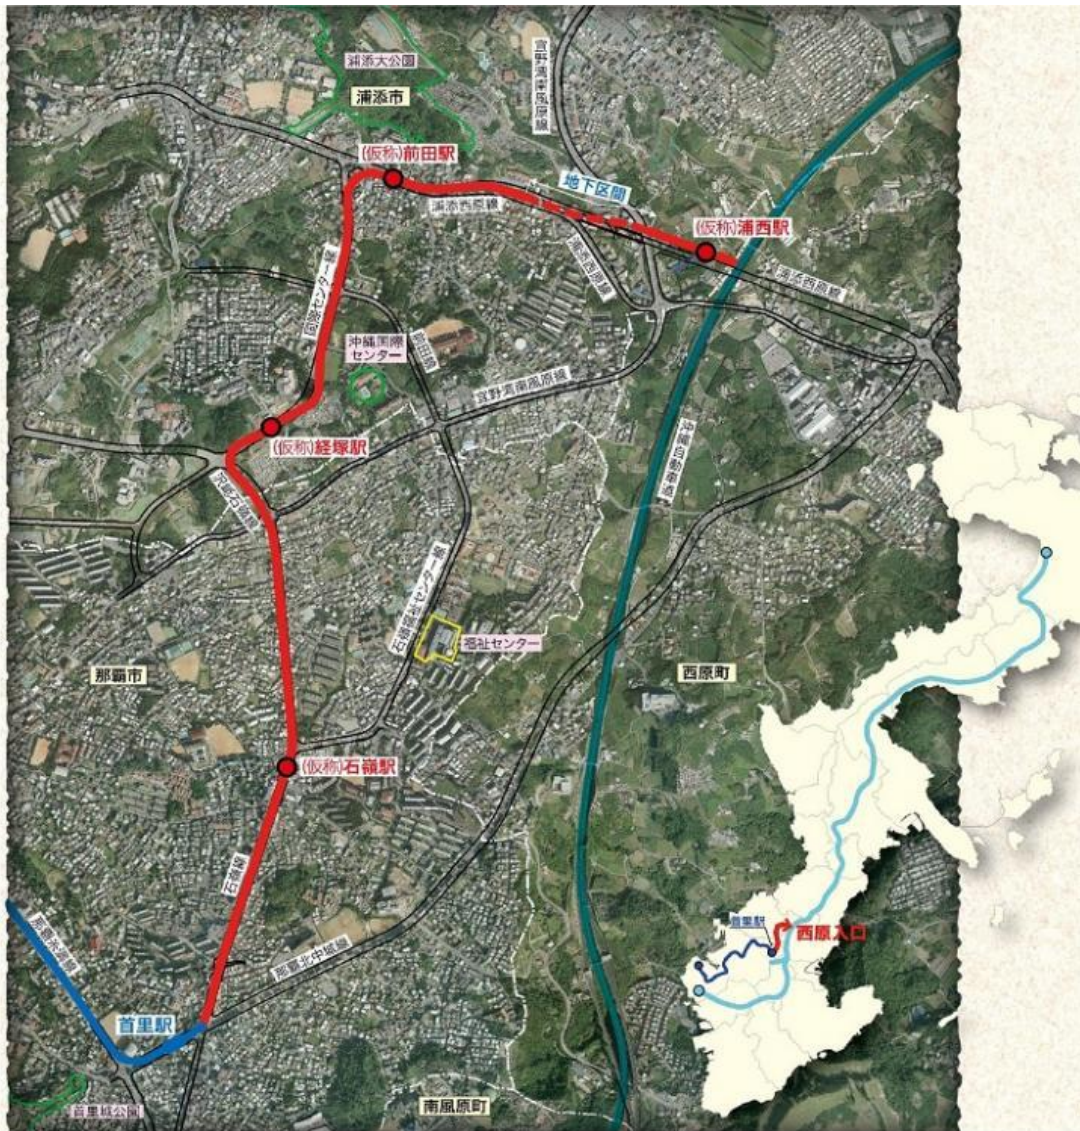 浦添大公園
浦添市
宜野湾南風原線
(仮称)前田駅
地下区間
浦添西原線
(仮称)浦西駅
浦添西原線
浦添西原線
国際センター線
沖縄国際
センター
前田線
宜野湾南風原線
(仮称)経塚駅
沖縄自動車道
石嶺福祉センター線
福祉センター
那覇市
西原町
(仮称)石嶺駅
石嶺線
首里駅
西原入口
那覇北中城線
首里駅
首里城公園
南風原町